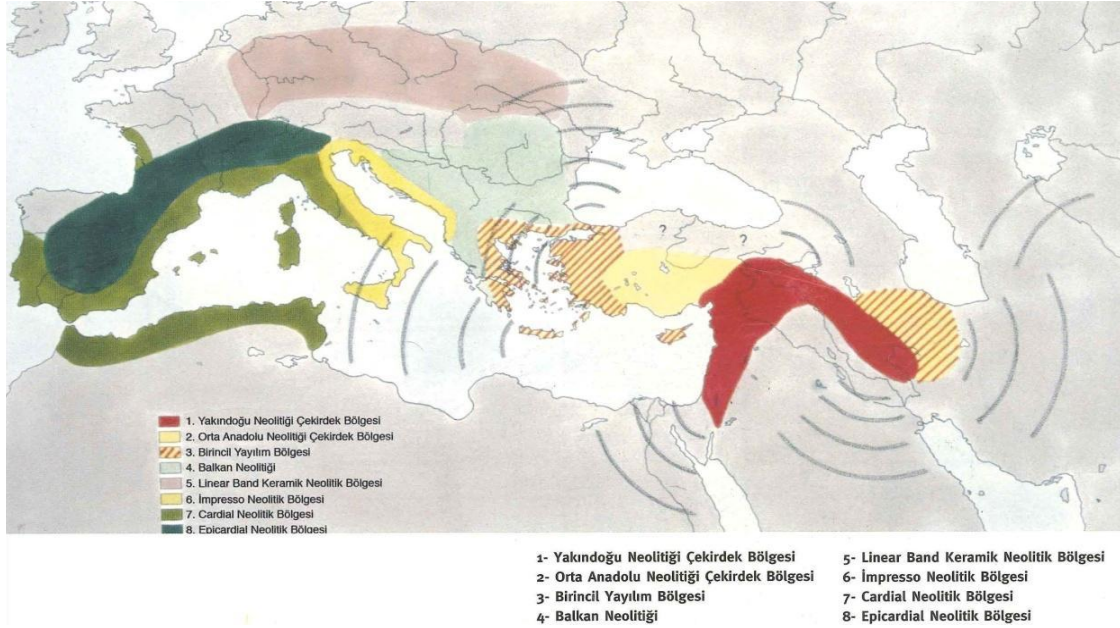 ?
?
1. Yakındoğu Neolitiği Çekirdek Bölgesi
2. Orta Anadolu Neolitiği Çekirdek Bölgesi
3. Birincil Yayılım Bölgesi
4. Balkan Neolitiği
5. Linear Band Keramik Neolitik Bölgesi
6. İmpresso Neolitik Bölgesi
7. Cardial Neolitik Bölgesi
8. Epicardial Neolitik Bölgesi
1- Yakındoğu Neolitiği Çekirdek Bölgesi
2- Orta Anadolu Neolitiği Çekirdek Bölgesi
3- Birincil Yayılım Bölgesi
4- Balkan Neolitiği
5- Linear Band Keramik Neolitik Bölgesi
6- İmpresso Neolitik Bölgesi
7- Cardial Neolitik Bölgesi
8- Epicardial Neolitik Bölgesi